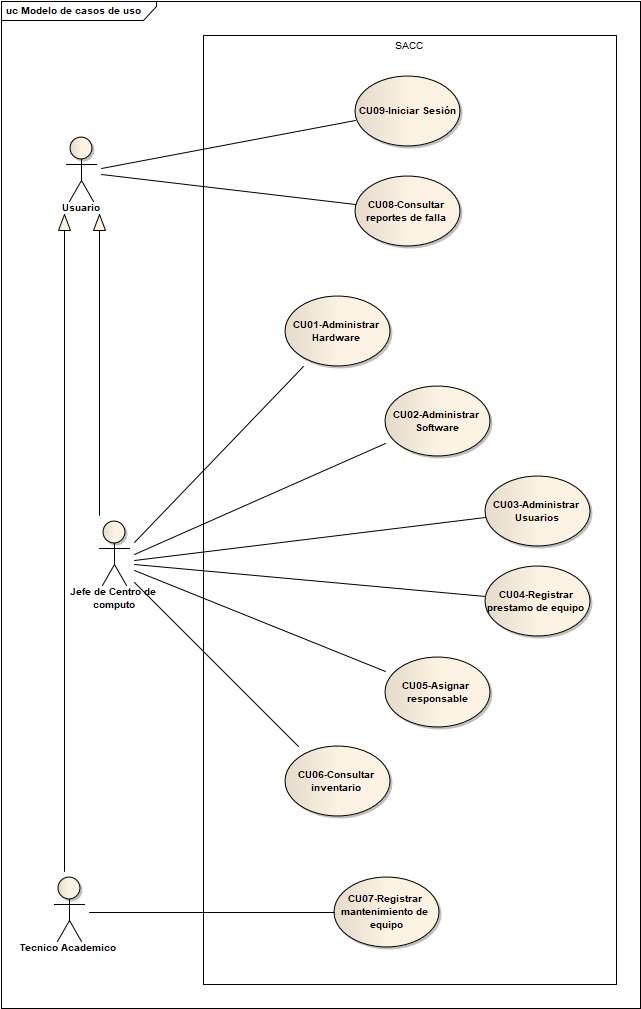 uc Modelo de casos de uso
SACC
CU09-Iniciar Sesión
Usuario
CU08-Consultar
reportes de falla
CU01-Administrar
Hardware
CU02-Administrar
Software
CU03-Administrar
Usuarios
Jefe de Centro de
computo
CU04-Registrar
prestamo de equipo
CU05-Asignar
responsable
CU06-Consultar
inventario
CU07-Registrar
mantenimiento de
equipo
Tecnico Academico